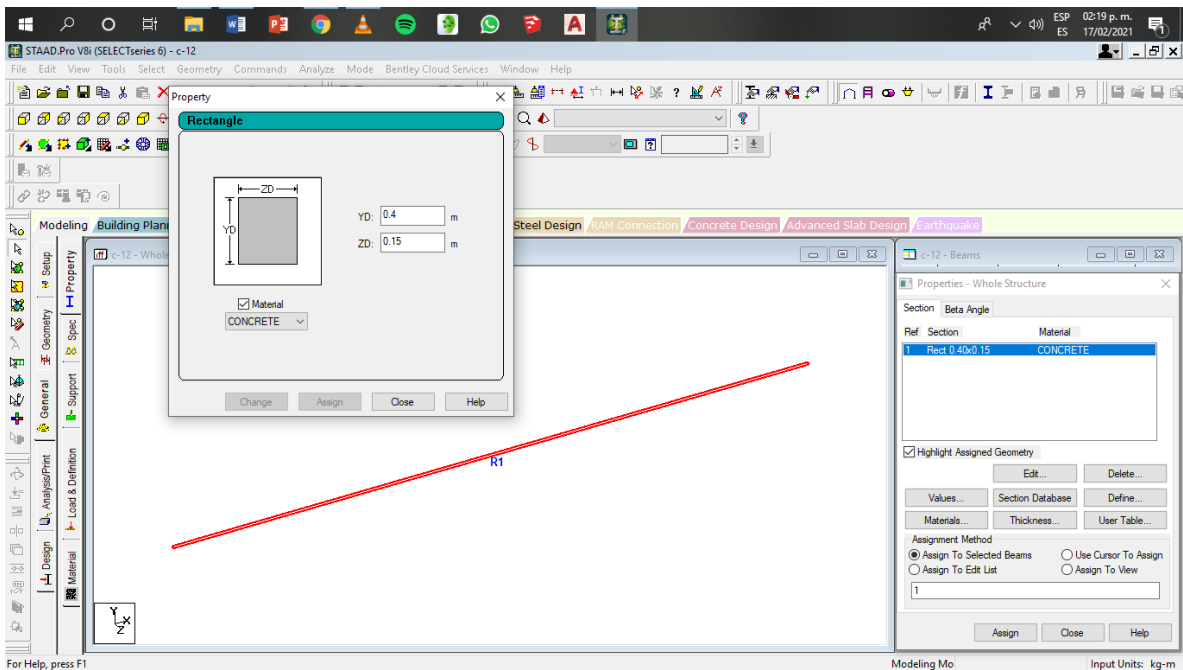 ESP
02:19 p. m.
ES
17/02/2021
STAAD.Pro V8i (SELECTseries 6) - c-12
File Edit View Tools Select Geometry Commands Analyze Mode Bentley Cloud Services Window Help
Property
Rectangle
ZD
YD
YD: 0.4 m
ZD: 0.15 m
Material
CONCRETE
Change Assign Close Help
Modeling Building Plann Steel Design RAM Connection Concrete Design Advanced Slab Design Earthquake
Setup
Geometry
General
Analysis/Print
Design
Property
Spec
Support
Load & Definition
Material
c-12 - Whole
R1
Y
X
Z
c-12 - Beams
Properties - Whole Structure
Section Beta Angle
Ref Section Material
1 Rect 0.40x0.15 CONCRETE
Highlight Assigned Geometry
Edit... Delete...
Values... Section Database Define...
Materials... Thickness... User Table...
Assignment Method
Assign To Selected Beams Use Cursor To Assign
Assign To Edit List Assign To View
1
Assign Close Help
For Help, press F1
Modeling Mo
Input Units: kg-m